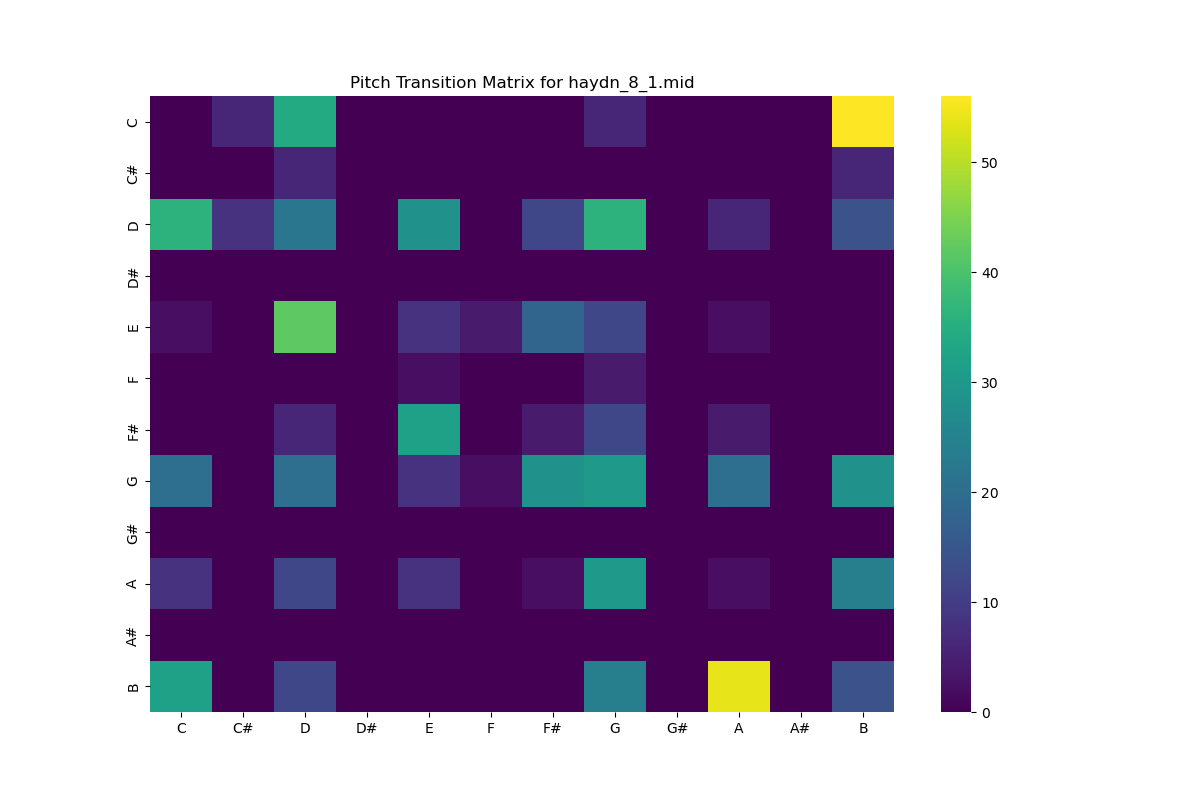 Pitch Transition Matrix for haydn_8_1.mid
C
C#
D
D#
E
F
F#
G
G#
A
A#
B
C C# D D# E F F# G G# A A# B
50
40
30
20
10
0